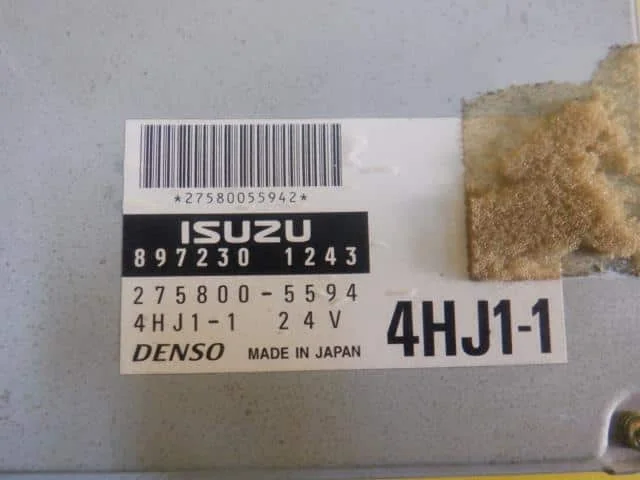 *27580055942*
ISUZU
897230 1243
275800-5594
4HJ1-1 24V
4HJ1-1
DENSO MADE IN JAPAN